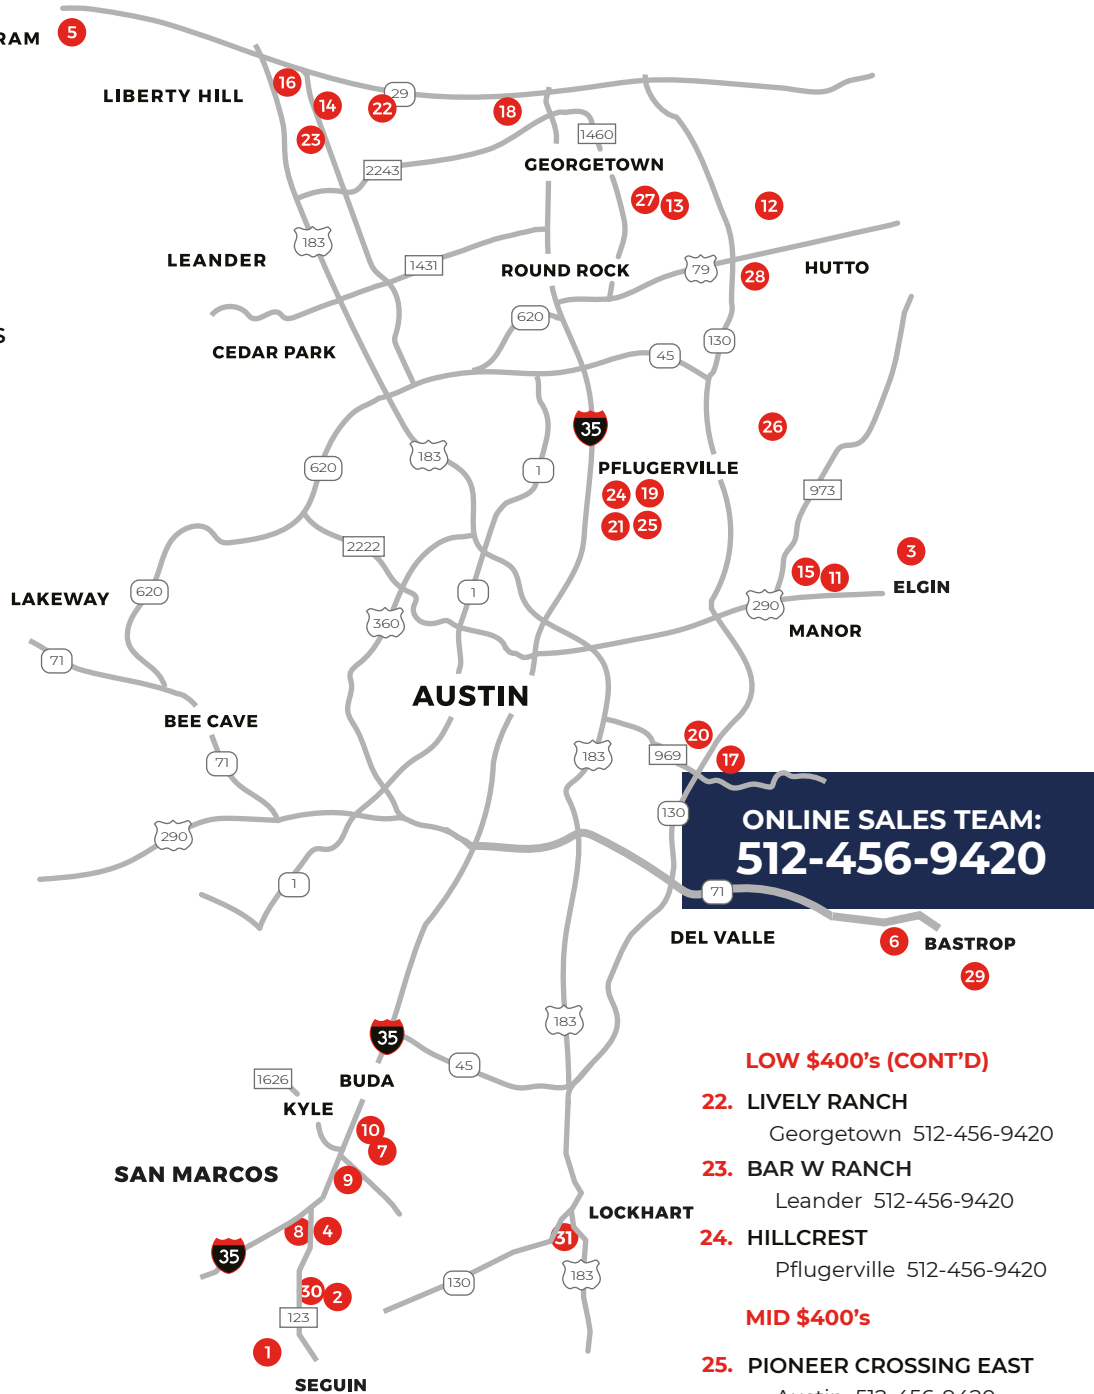 RAM
5
16
LIBERTY HILL
14
22
29
18
23
1460
2243
GEORGETOWN
27
13
12
183
LEANDER
1431
ROUND ROCK
79
HUTTO
28
620
S
CEDAR PARK
45
130
35
26
183
620
1
PFLUGERVILLE
24
19
973
21
25
2222
3
15
11
ELGIN
LAKEWAY
620
1
290
360
MANOR
71
AUSTIN
BEE CAVE
20
183
969
17
71
130
ONLINE SALES TEAM:
512-456-9420
290
1
71
DEL VALLE
6
BASTROP
29
183
35
45
1626
BUDA
KYLE
10
7
SAN MARCOS
9
LOCKHART
8
4
31
35
183
130
30
2
123
1
SEGUIN
LOW $400's (CONT'D)
22. LIVELY RANCH
Georgetown 512-456-9420
23. BAR W RANCH
Leander 512-456-9420
24. HILLCREST
Pflugerville 512-456-9420
MID $400's
25. PIONEER CROSSING EAST
Austin 512-456-9420